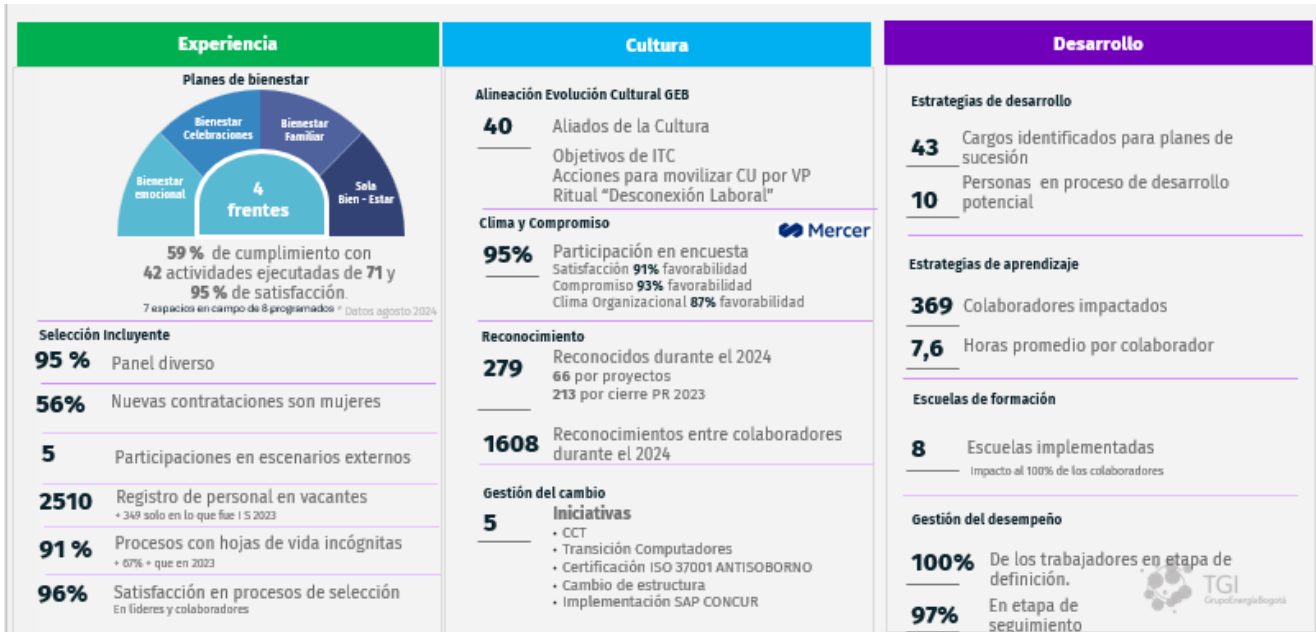 Experiencia
Planes de bienestar
Bienestar
Celebraciones
Bienestar
Familiar
Bienestar
emocional
Sala
Bien - Estar
4
frentes
59 % de cumplimiento con
42 actividades ejecutadas de 71 y
95 % de satisfacción.
7 espacios en campo de 8 programados * Datos agosto 2024
Selección Incluyente
95 % Panel diverso
56% Nuevas contrataciones son mujeres
5 Participaciones en escenarios externos
2510 Registro de personal en vacantes
+ 349 solo en lo que fue I S 2023
91 % Procesos con hojas de vida incógnitas
+ 67% + que en 2023
96% Satisfacción en procesos de selección
En líderes y colaboradores
Cultura
Alineación Evolución Cultural GEB
40 Aliados de la Cultura
Objetivos de ITC
Acciones para movilizar CU por VP
Ritual “Desconexión Laboral”
Clima y Compromiso
Mercer
95% Participación en encuesta
Satisfacción 91% favorabilidad
Compromiso 93% favorabilidad
Clima Organizacional 87% favorabilidad
Reconocimiento
279 Reconocidos durante el 2024
66 por proyectos
213 por cierre PR 2023
1608 Reconocimientos entre colaboradores
durante el 2024
Gestión del cambio
5 Iniciativas
• CCT
• Transición Computadores
• Certificación ISO 37001 ANTISOBORNO
• Cambio de estructura
• Implementación SAP CONCUR
Desarrollo
Estrategias de desarrollo
43 Cargos identificados para planes de
sucesión
10 Personas en proceso de desarrollo
potencial
Estrategias de aprendizaje
369 Colaboradores impactados
7,6 Horas promedio por colaborador
Escuelas de formación
8 Escuelas implementadas
Impacto al 100% de los colaboradores
Gestión del desempeño
100% De los trabajadores en etapa de
definición.
97% En etapa de
seguimiento
TGI
GrupoEnergíaBogotá